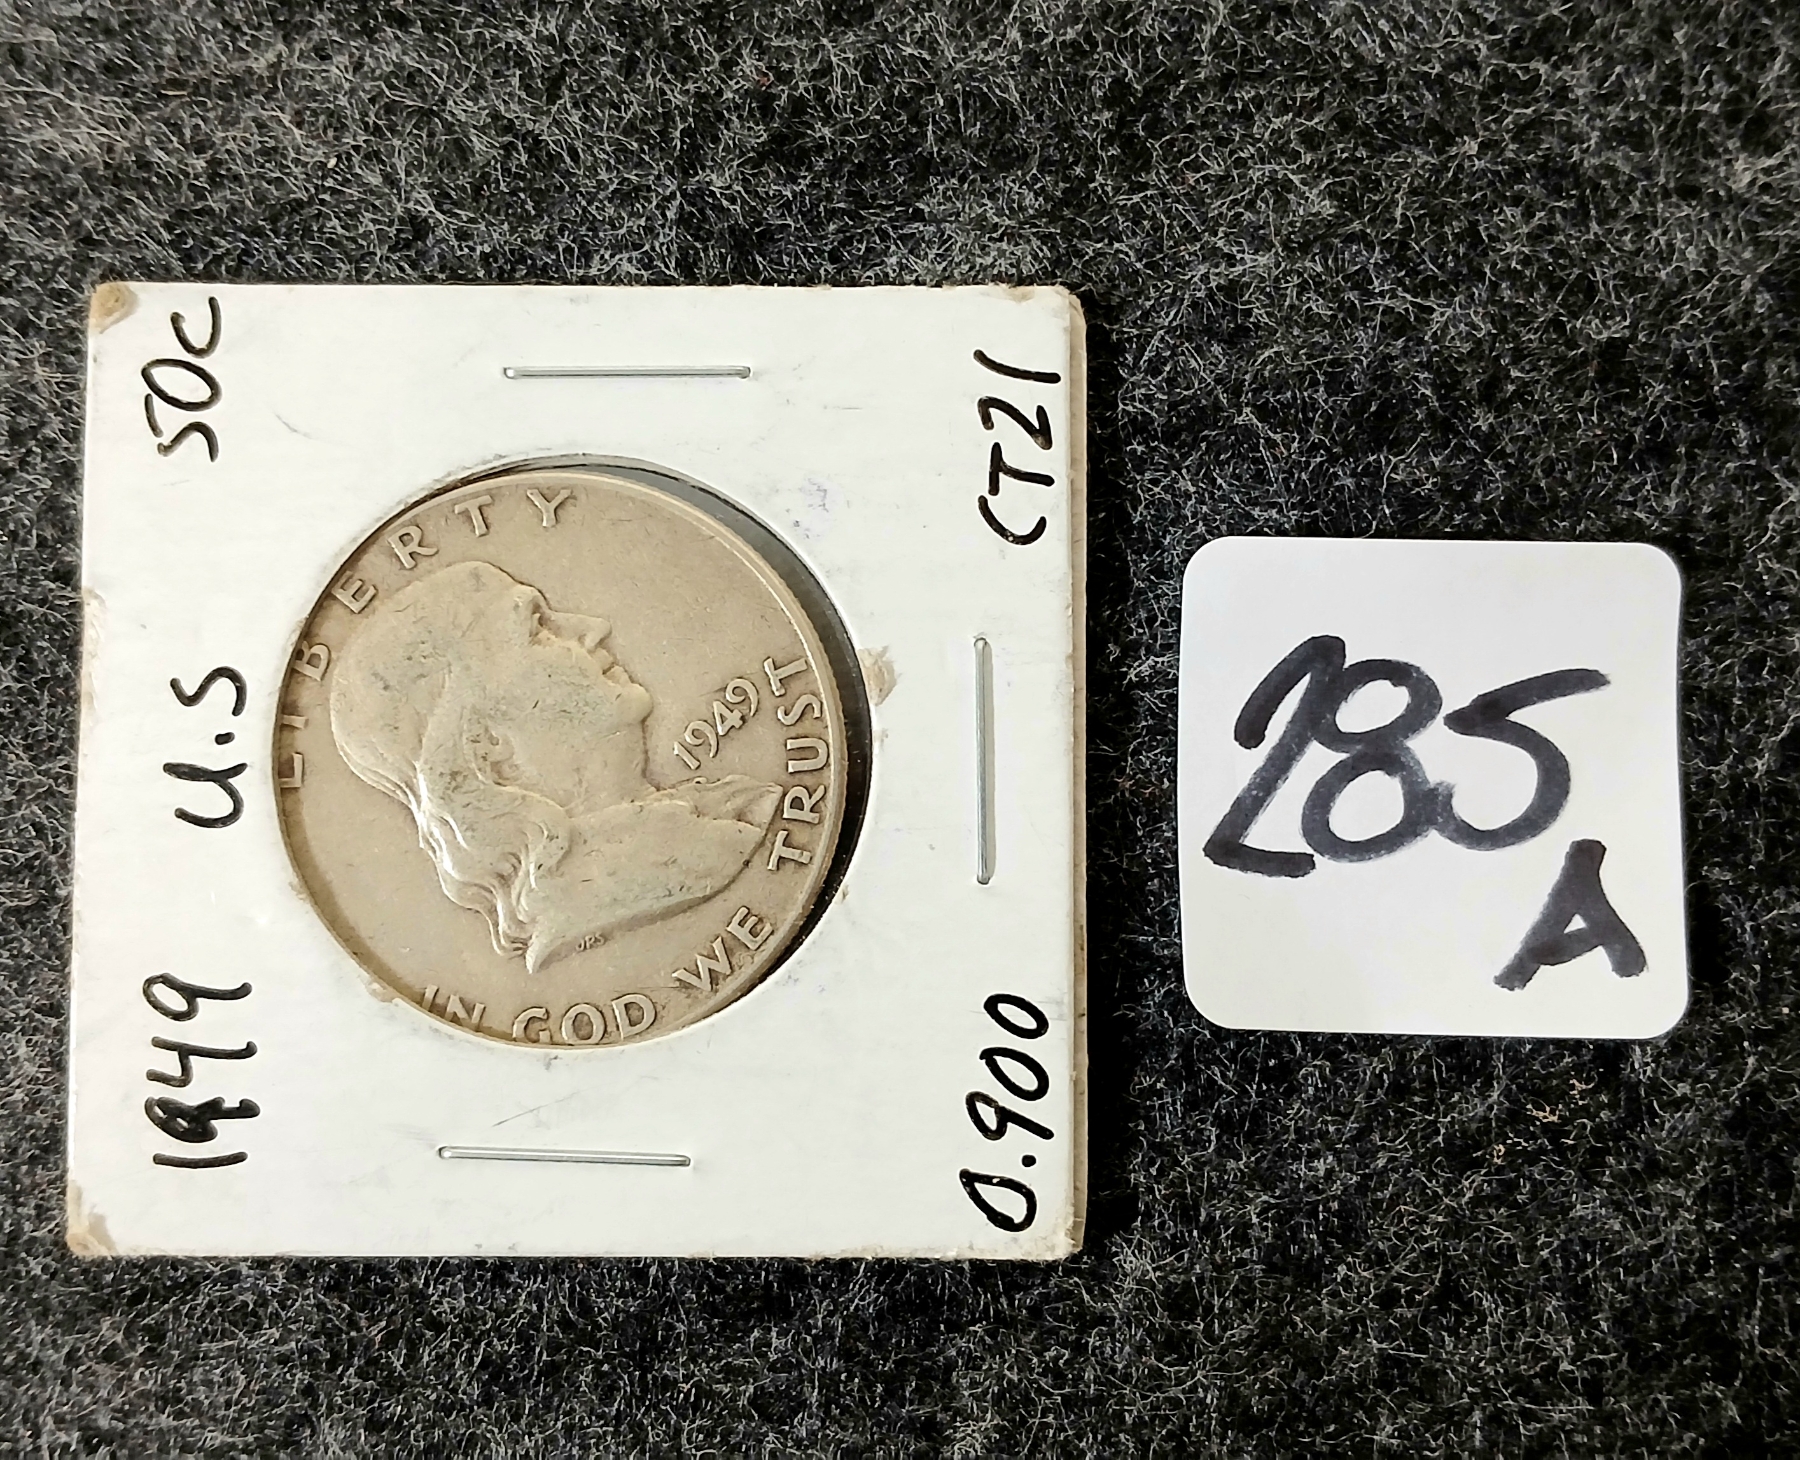 1949 U.S 50c
LIBERTY
1949
IN GOD WE TRUST
JRS
0.900 CT21
285
A